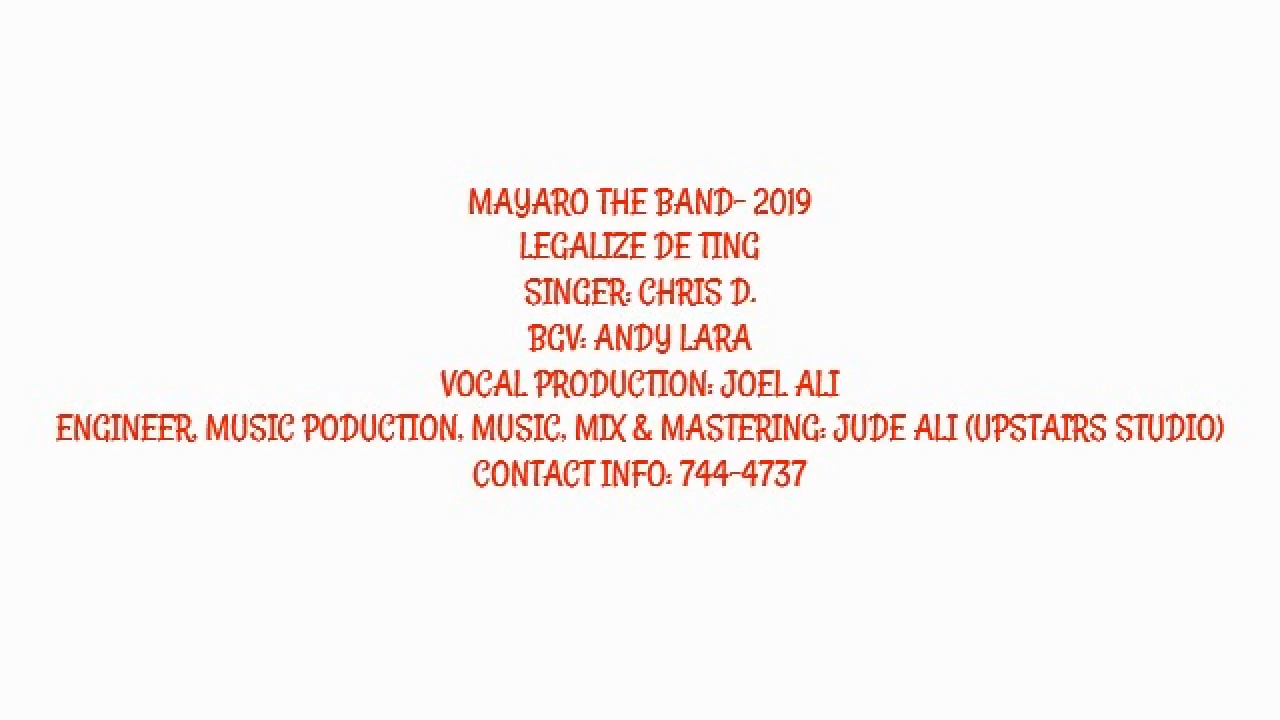 MAYARO THE BAND- 2019
LEGALIZE DE TING
SINGER: CHRIS D.
BGV: ANDY LARA
VOCAL PRODUCTION: JOEL ALI
ENGINEER, MUSIC PODUCTION, MUSIC, MIX & MASTERING: JUDE ALI (UPSTAIRS STUDIO)
CONTACT INFO: 744-4737